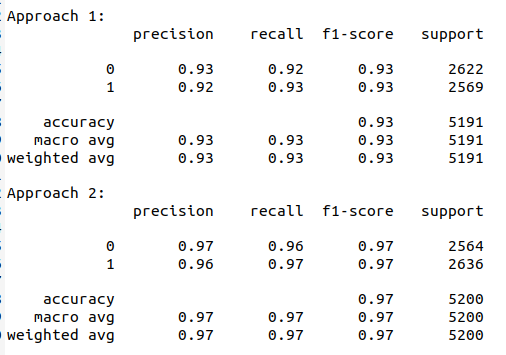 Approach 1:
precision recall f1-score support
0 0.93 0.92 0.93 2622
1 0.92 0.93 0.93 2569
accuracy 0.93 5191
macro avg 0.93 0.93 0.93 5191
weighted avg 0.93 0.93 0.93 5191
Approach 2:
precision recall f1-score support
0 0.97 0.96 0.97 2564
1 0.96 0.97 0.97 2636
accuracy 0.97 5200
macro avg 0.97 0.97 0.97 5200
weighted avg 0.97 0.97 0.97 5200